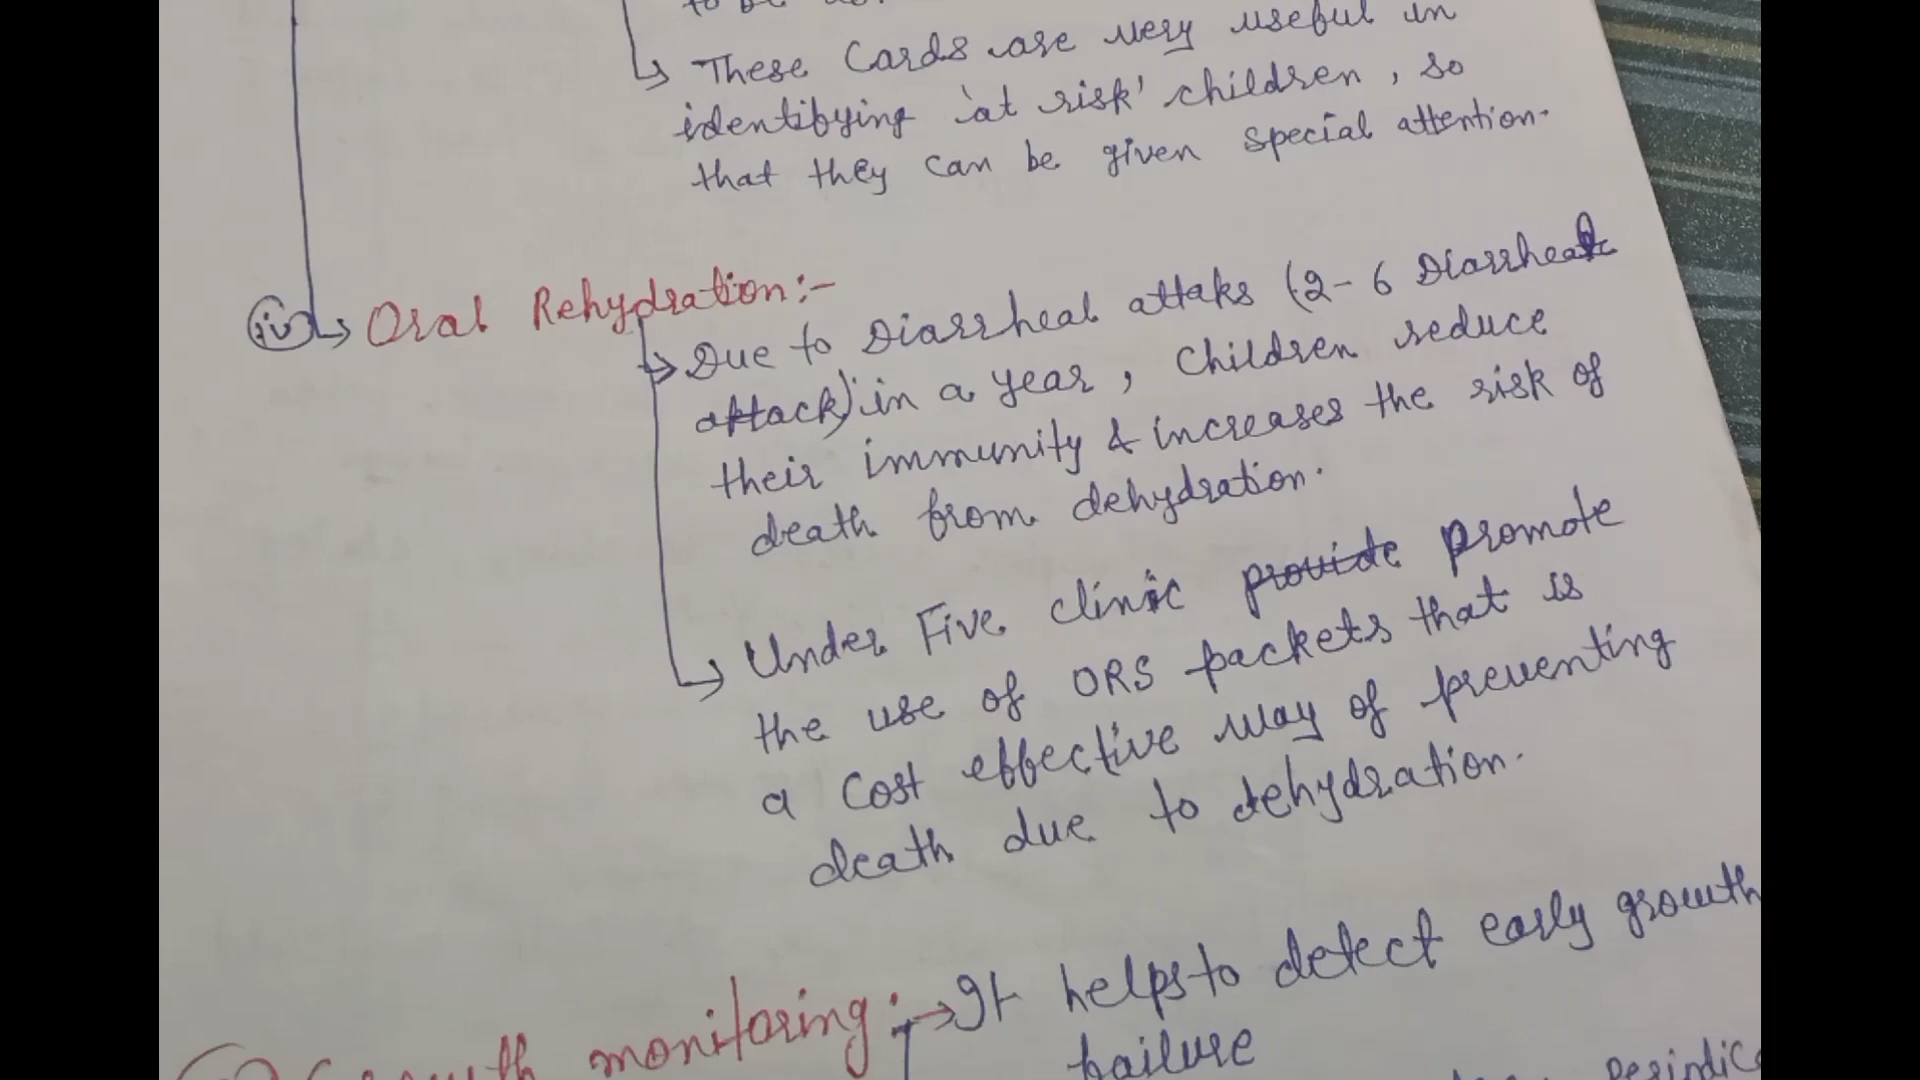 to be
↳ These Cards are very useful in
identifying 'at risk' children, so
that they can be given special attention.
(iv) ↳ Oral Rehydration:-
→ Due to Diarrheal attaks (2-6 Diarrheal
attack) in a year, Children reduce
their immunity & increases the risk of
death from dehydration.
↳ Under Five clinic provide promote
the use of ORS packets that is
a Cost effective way of preventing
death due to dehydration.
Growth monitoring :→ It helps to detect early growth
failure